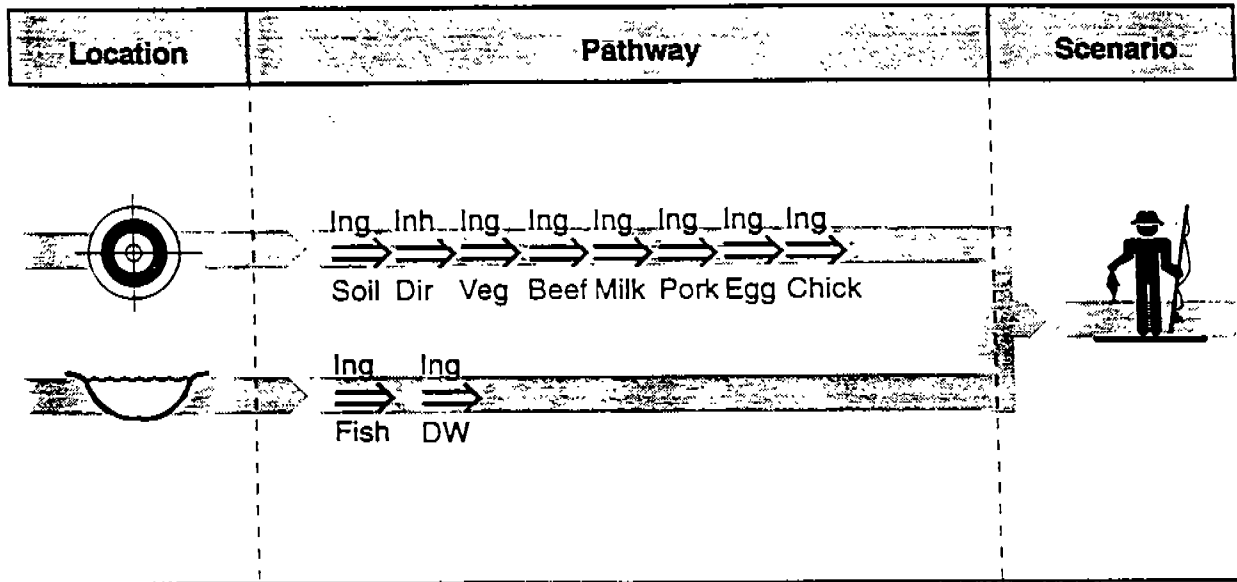 Location Pathway Scenario
Ing Inh Ing Ing Ing Ing Ing Ing
Soil Dir Veg Beef Milk Pork Egg Chick
Ing Ing
Fish DW